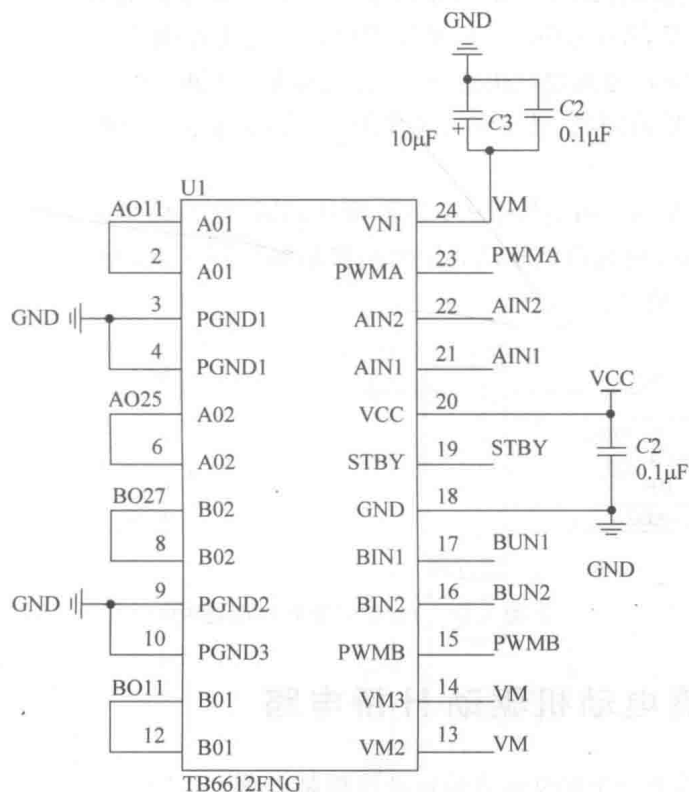 GND
C3
10μF
+
C2
0.1μF
U1
AO11 A01 VN1 24 VM
2 A01 PWMA 23 PWMA
GND 3 PGND1 AIN2 22 AIN2
4 PGND1 AIN1 21 AIN1
VCC
AO25 A02 VCC 20
6 A02 STBY 19 STBY
C2
0.1μF
BO27 B02 GND 18
8 B02 BIN1 17 BUN1
GND
GND 9 PGND2 BIN2 16 BUN2
10 PGND3 PWMB 15 PWMB
BO11 B01 VM3 14 VM
12 B01 VM2 13 VM
TB6612FNG